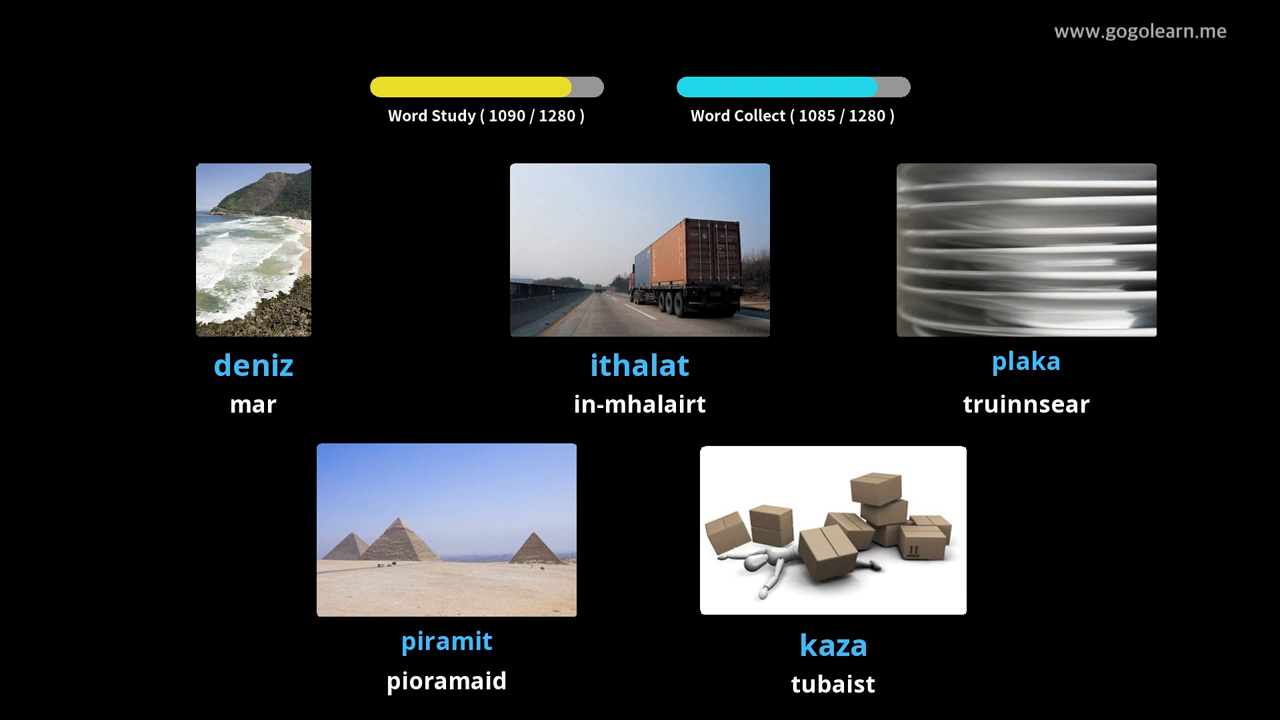 www.gogolearn.me
Word Study ( 1090 / 1280 )
Word Collect ( 1085 / 1280 )
deniz
mar
ithalat
in-mhalairt
plaka
truinnsear
piramit
pioramaid
kaza
tubaist